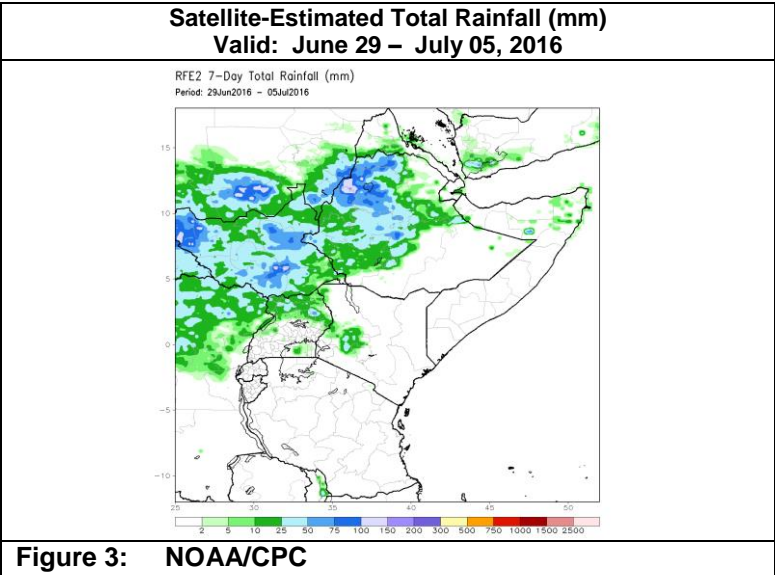 Satellite-Estimated Total Rainfall (mm)
Valid: June 29 – July 05, 2016
RFE2 7-Day Total Rainfall (mm)
Period: 29Jun2016 - 05Jul2016
15
10
5
0
-5
-10
25 30 35 40 45 50
2 5 10 25 50 75 100 150 200 300 500 750 1000 1500 2500
Figure 3: NOAA/CPC